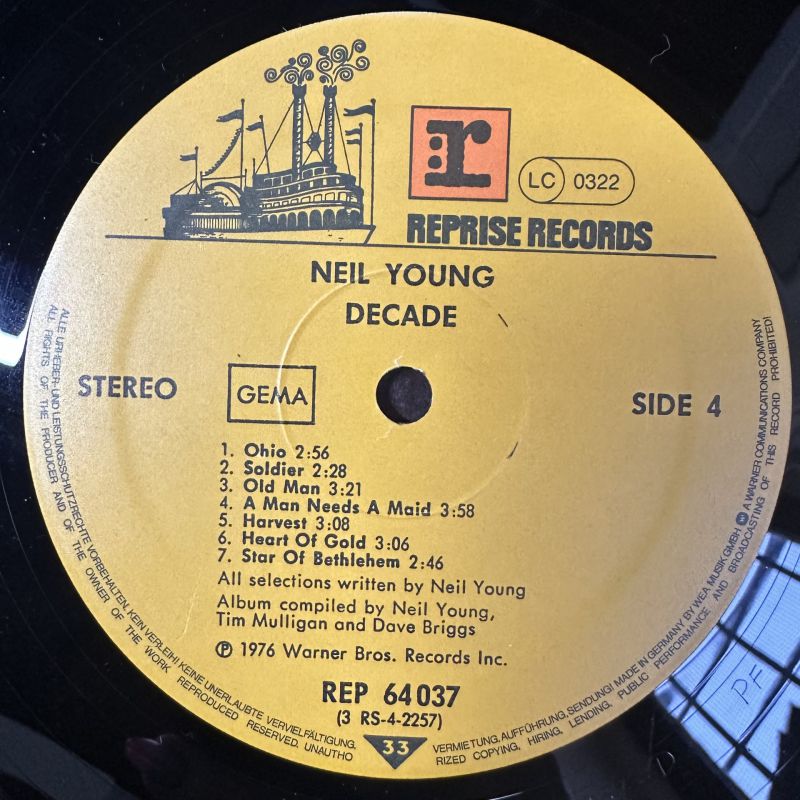 r
LC 0322
REPRISE RECORDS
NEIL YOUNG
DECADE
STEREO
GEMA
SIDE 4
1. Ohio 2:56
2. Soldier 2:28
3. Old Man 3:21
4. A Man Needs A Maid 3:58
5. Harvest 3:08
6. Heart Of Gold 3:06
7. Star Of Bethlehem 2:46
All selections written by Neil Young
Album compiled by Neil Young,
Tim Mulligan and Dave Briggs
℗ 1976 Warner Bros. Records Inc.
REP 64 037
(3 RS-4-2257)
33
ALLE URHEBER- UND LEISTUNGSSCHUTZRECHTE VORBEHALTEN. KEIN VERLEIH! KEINE UNERLAUBTE VERVIELFÄLTIGUNG,
VERMIETUNG, AUFFÜHRUNG, SENDUNG! MADE IN GERMANY BY WEA MUSIK GMBH A WARNER COMMUNICATIONS COMPANY
ALL RIGHTS OF THE PRODUCER AND OF THE OWNER OF THE WORK REPRODUCED RESERVED. UNAUTHO
RIZED COPYING, HIRING, LENDING, PUBLIC PERFORMANCE AND BROADCASTING OF THIS RECORD PROHIBITED!